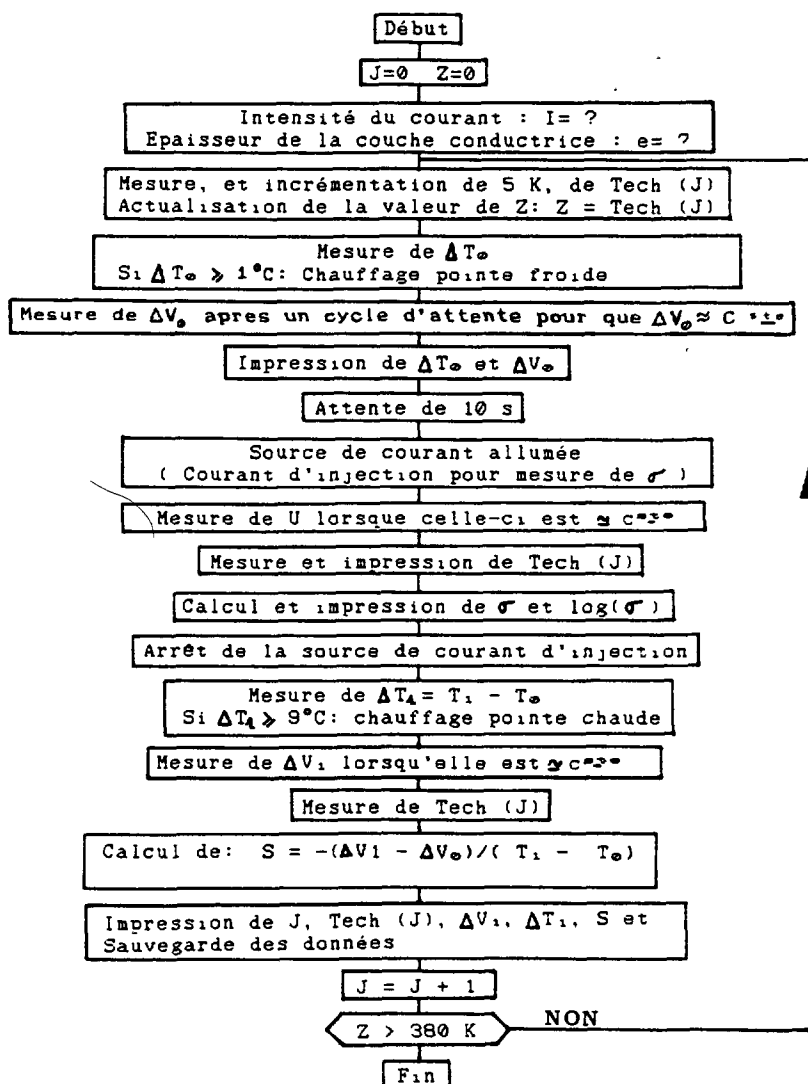 Début
J=0 Z=0
Intensité du courant : I= ?
Epaisseur de la couche conductrice : e= ?
Mesure, et incrémentation de 5 K, de Tech (J)
Actualisation de la valeur de Z: Z = Tech (J)
Mesure de ΔT₀
Si ΔT₀ ⩾ 1°C: Chauffage pointe froide
Mesure de ΔV₀ apres un cycle d'attente pour que ΔV₀ ≈ C
Impression de ΔT₀ et ΔV₀
Attente de 10 s
Source de courant allumée
( Courant d'injection pour mesure de σ )
Mesure de U lorsque celle-ci est ≃
Mesure et impression de Tech (J)
Calcul et impression de σ et log(σ)
Arrêt de la source de courant d'injection
Mesure de ΔT₁ = T₁ - T₀
Si ΔT₁ ⩾ 9°C: chauffage pointe chaude
Mesure de ΔV₁ lorsqu'elle est ≃
Mesure de Tech (J)
Calcul de: S = -(ΔV1 - ΔV₀)/( T₁ - T₀)
Impression de J, Tech (J), ΔV₁, ΔT₁, S et
Sauvegarde des données
J = J + 1
Z > 380 K NON
Fin